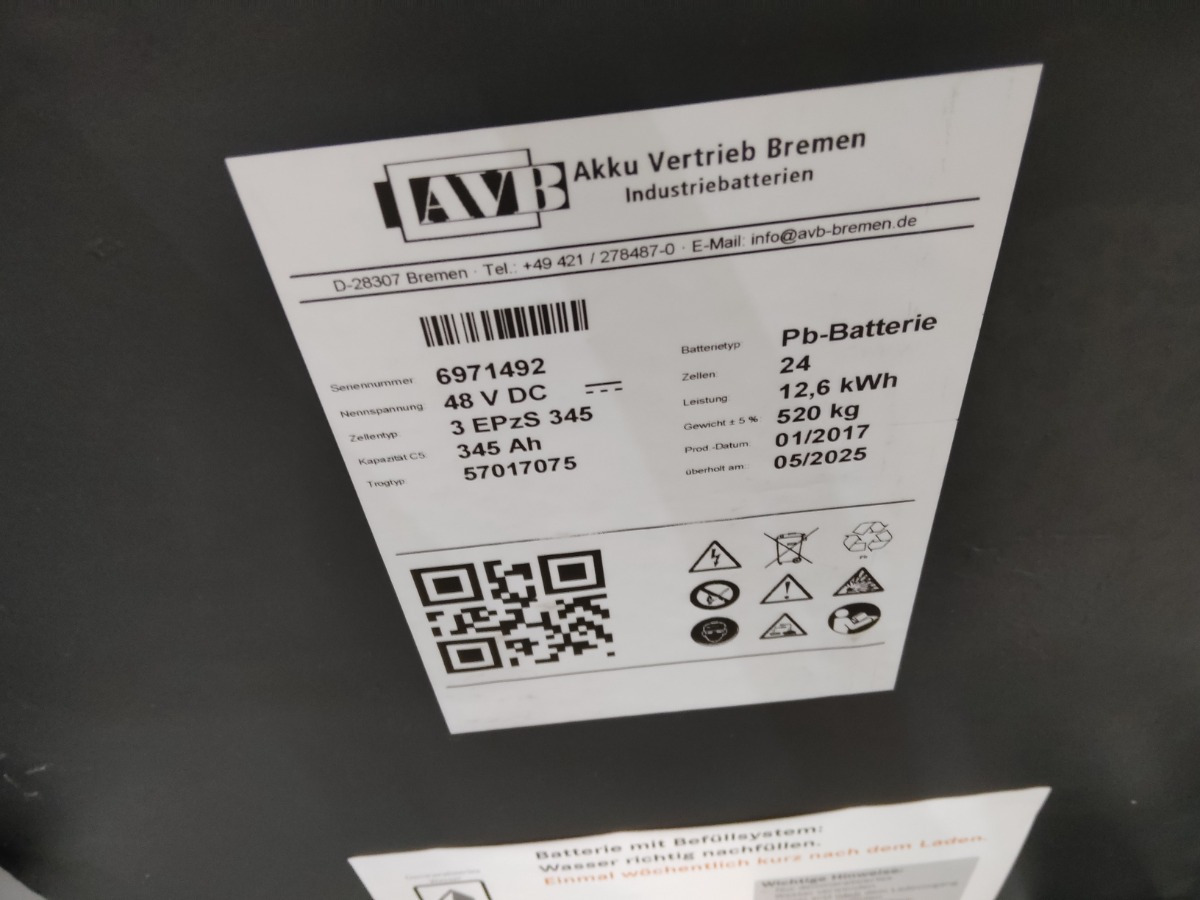 AVB
Akku Vertrieb Bremen
Industriebatterien
D-28307 Bremen · Tel.: +49 421 / 278487-0 · E-Mail: info@avb-bremen.de
Seriennummer: 6971492
Nennspannung: 48 V DC
Zellentyp: 3 EPzS 345
Kapazität C5: 345 Ah
Trogtyp: 57017075
Batterietyp: Pb-Batterie
Zellen: 24
Leistung: 12,6 kWh
Gewicht ± 5 % 520 kg
Prod.-Datum: 01/2017
überholt am: 05/2025
Batterie mit Befüllsystem:
Wasser richtig nachfüllen.
Einmal wöchentlich kurz nach dem Laden.
Wichtige Hinweise: